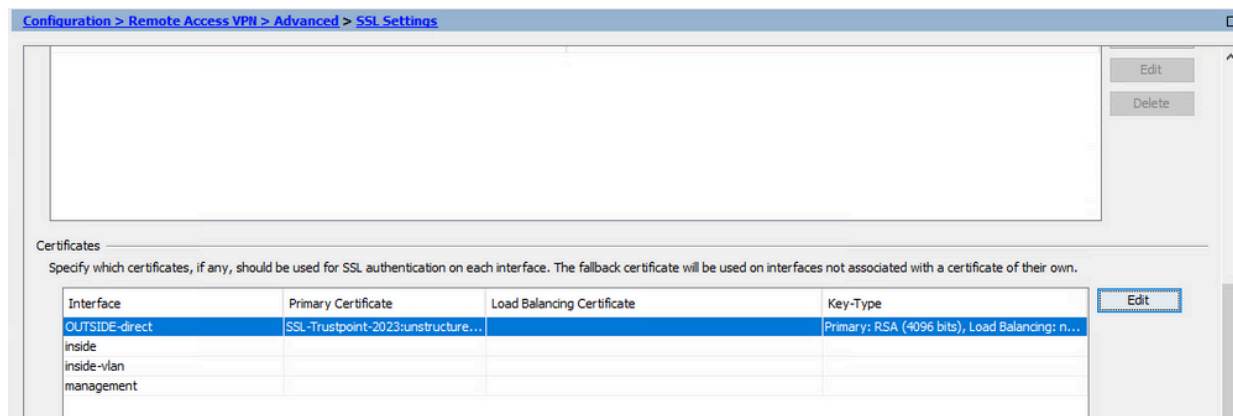 Configuration > Remote Access VPN > Advanced > SSL Settings
Edit
Delete
Certificates
Specify which certificates, if any, should be used for SSL authentication on each interface. The fallback certificate will be used on interfaces not associated with a certificate of their own.
Interface Primary Certificate Load Balancing Certificate Key-Type Edit
OUTSIDE-direct SSL-Trustpoint-2023:unstructure... Primary: RSA (4096 bits), Load Balancing: n...
inside
inside-vlan
management